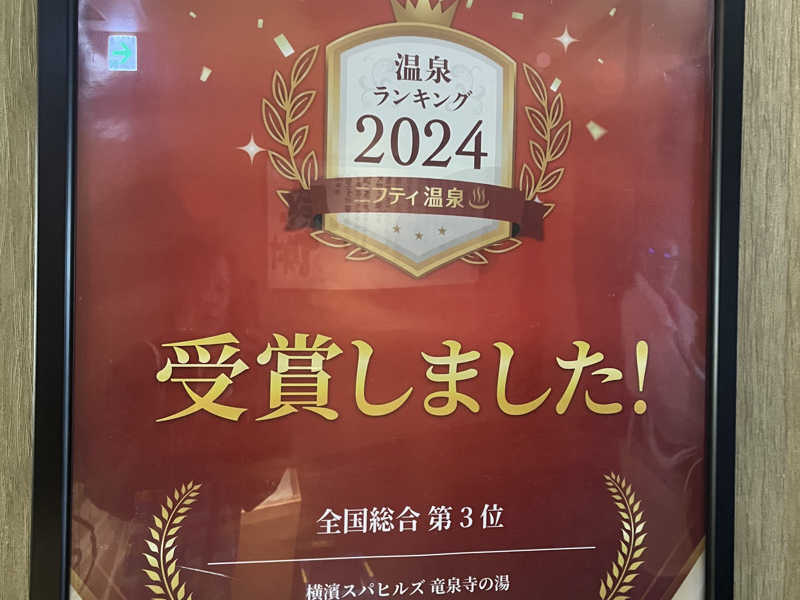 温泉
ランキング
2024
ニフティ温泉
受賞しました!
全国総合 第3位
横濱スパヒルズ 竜泉寺の湯